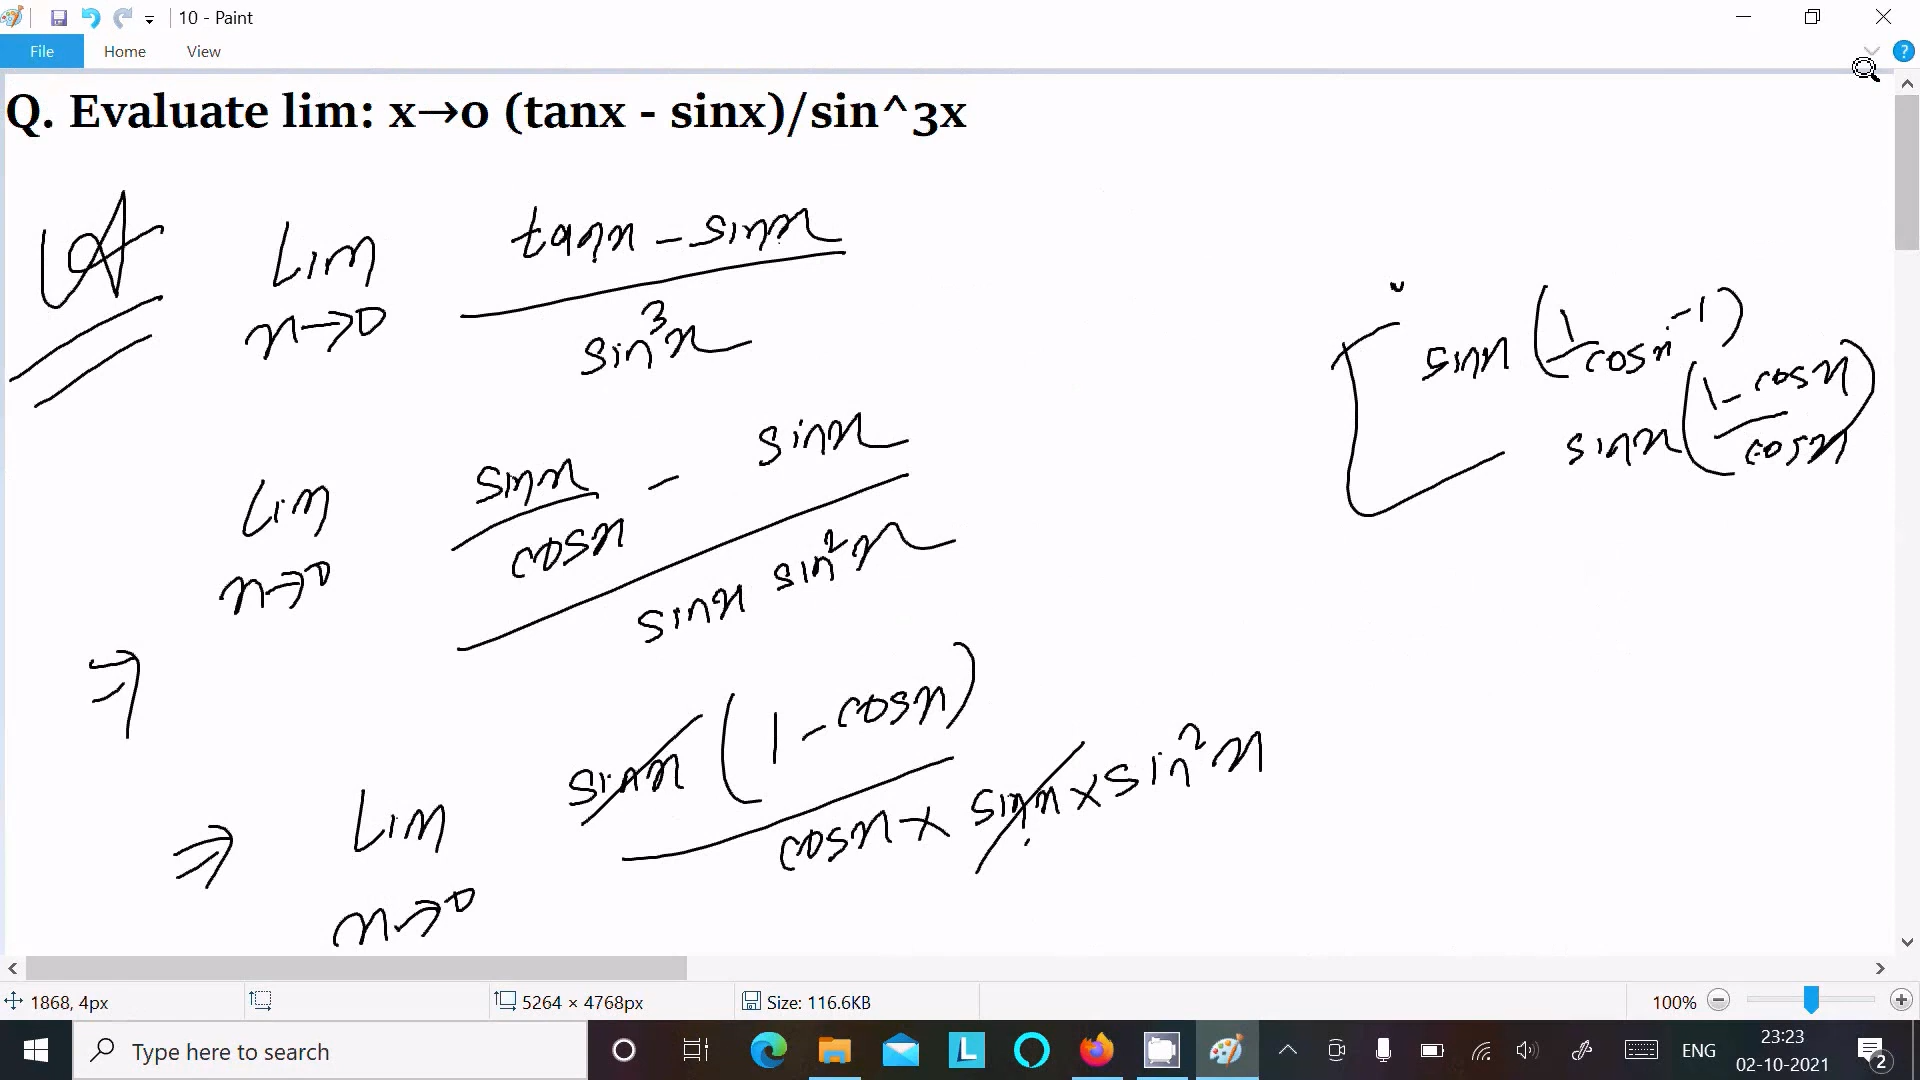 10 - Paint
File Home View
Q. Evaluate lim: x→0 (tanx - sinx)/sin^3x
Lim tanx - sinx
x→0 sin³x
sinx (1/cosx - 1)
sinx (1 - cosx / cosx)
Lim sinx/cosx - sinx
x→0 sinx sin²x
⇒
⇒ Lim sinx (1 - cosx)
x→0 cosx × sinx × sin²x
1868, 4px 5264 × 4768px Size: 116.6KB 100%
Type here to search
L
ENG
23:23
02-10-2021
2